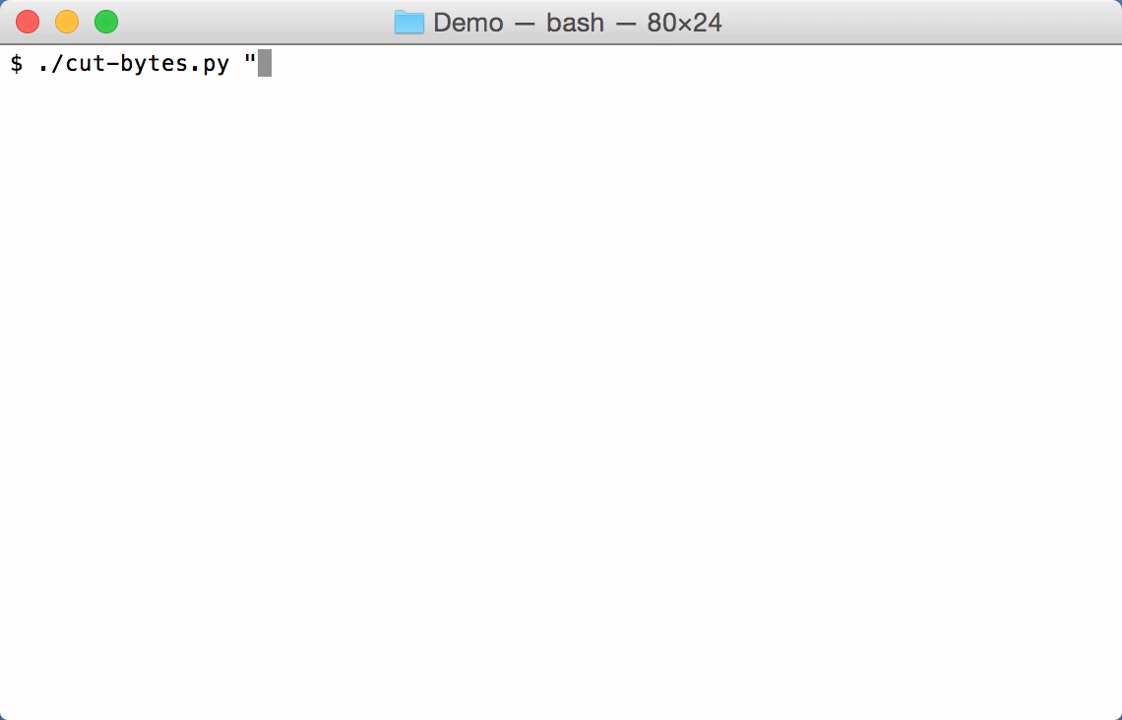 Demo — bash — 80×24
$ ./cut-bytes.py "